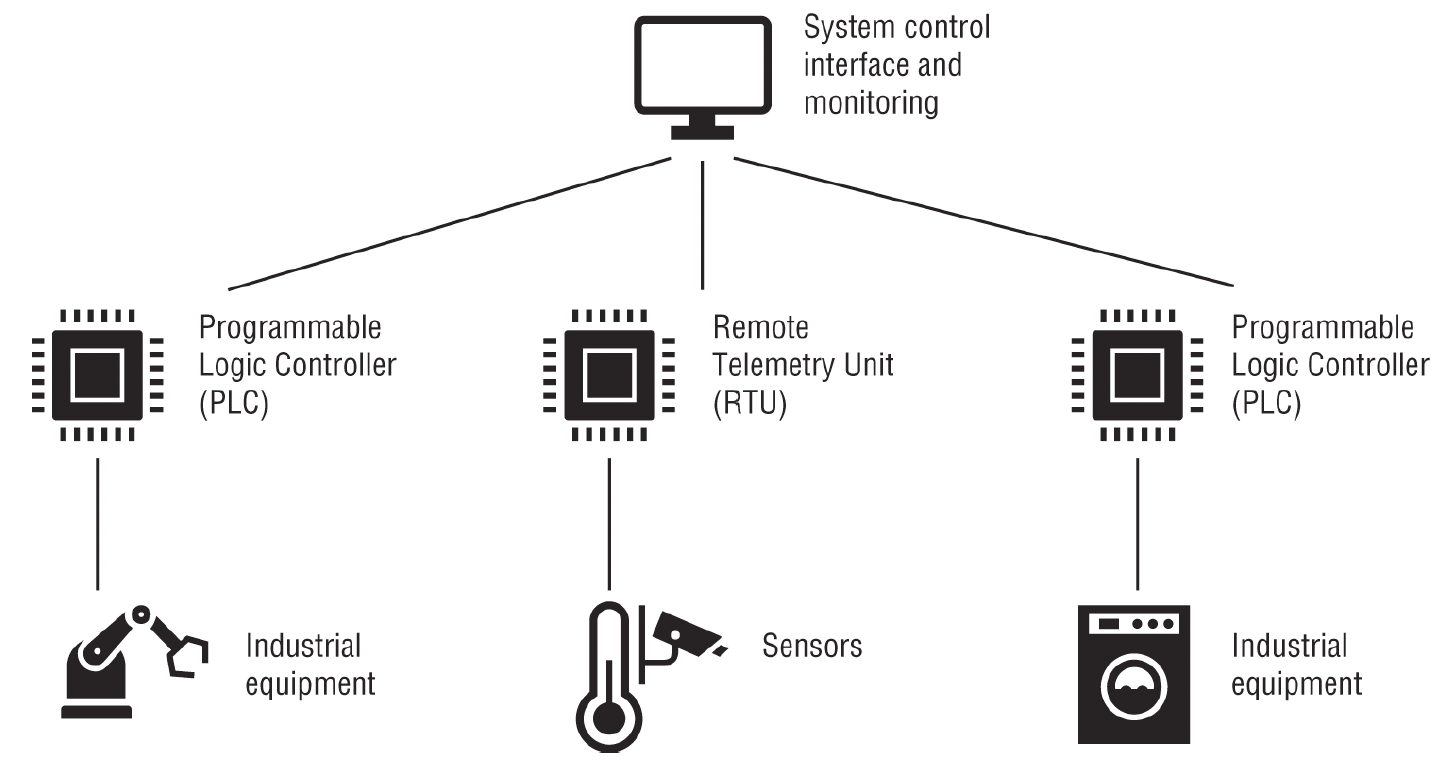 System control
interface and
monitoring
Programmable
Logic Controller
(PLC)
Remote
Telemetry Unit
(RTU)
Programmable
Logic Controller
(PLC)
Industrial
equipment
Sensors
Industrial
equipment